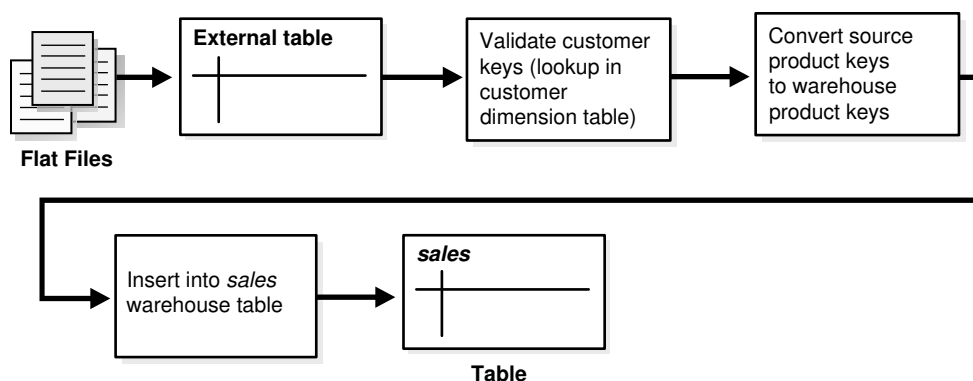 Flat Files
External table
Validate customer
keys (lookup in
customer
dimension table)
Convert source
product keys
to warehouse
product keys
Insert into sales
warehouse table
sales
Table